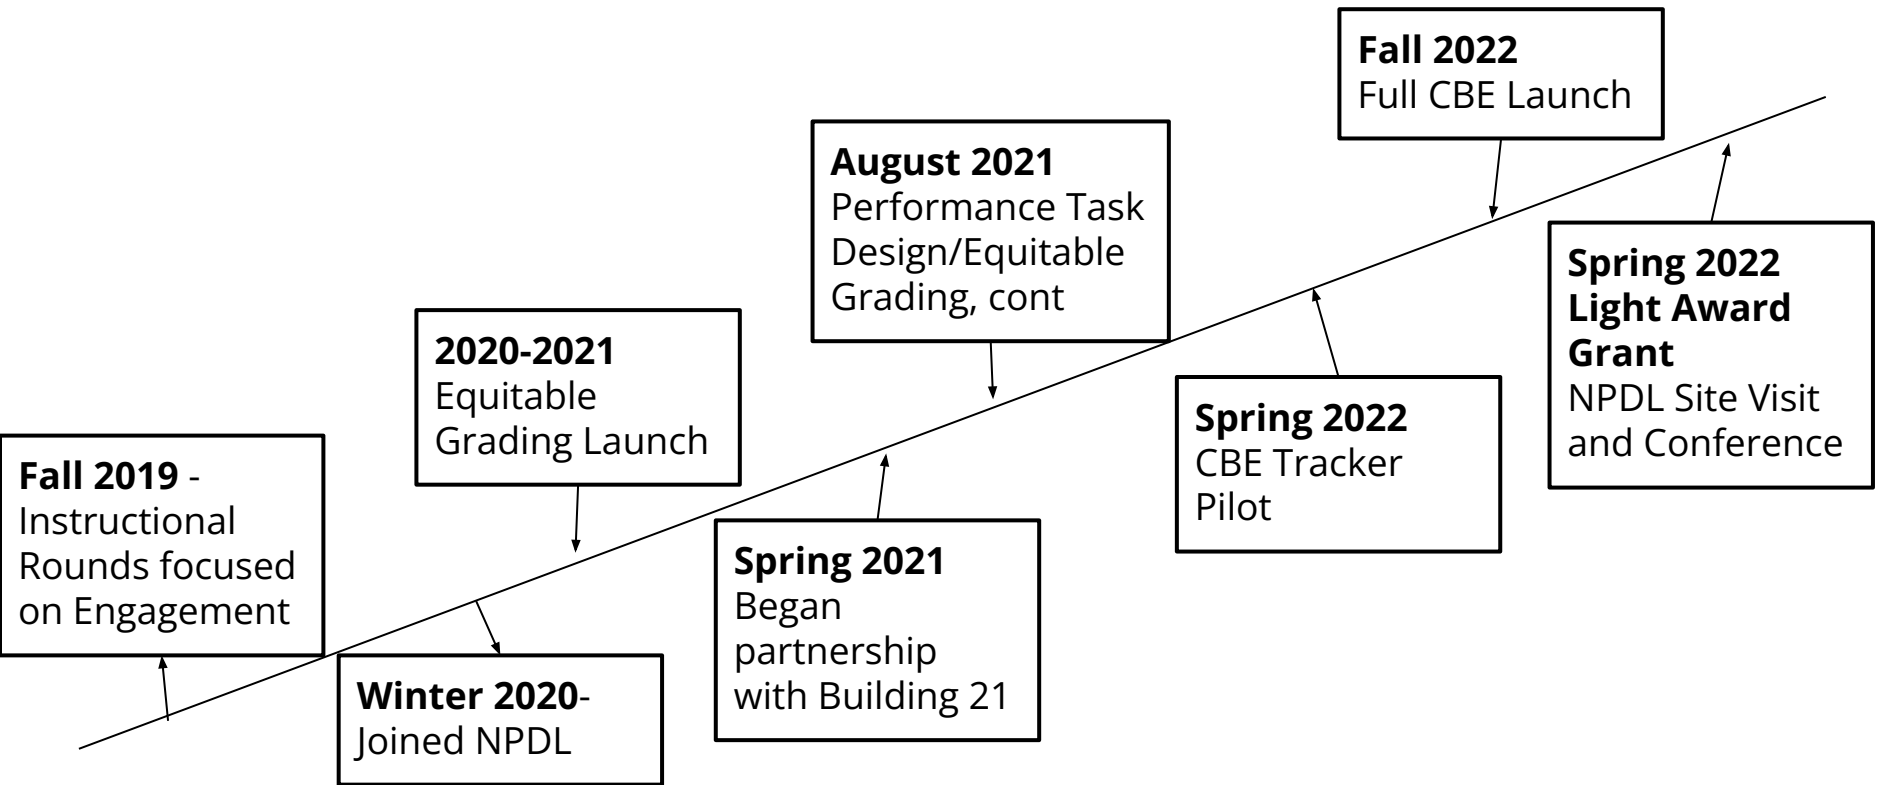 Fall 2019 -
Instructional
Rounds focused
on Engagement
Winter 2020-
Joined NPDL
2020-2021
Equitable
Grading Launch
Spring 2021
Began
partnership
with Building 21
August 2021
Performance Task
Design/Equitable
Grading, cont
Spring 2022
CBE Tracker
Pilot
Fall 2022
Full CBE Launch
Spring 2022
Light Award
Grant
NPDL Site Visit
and Conference